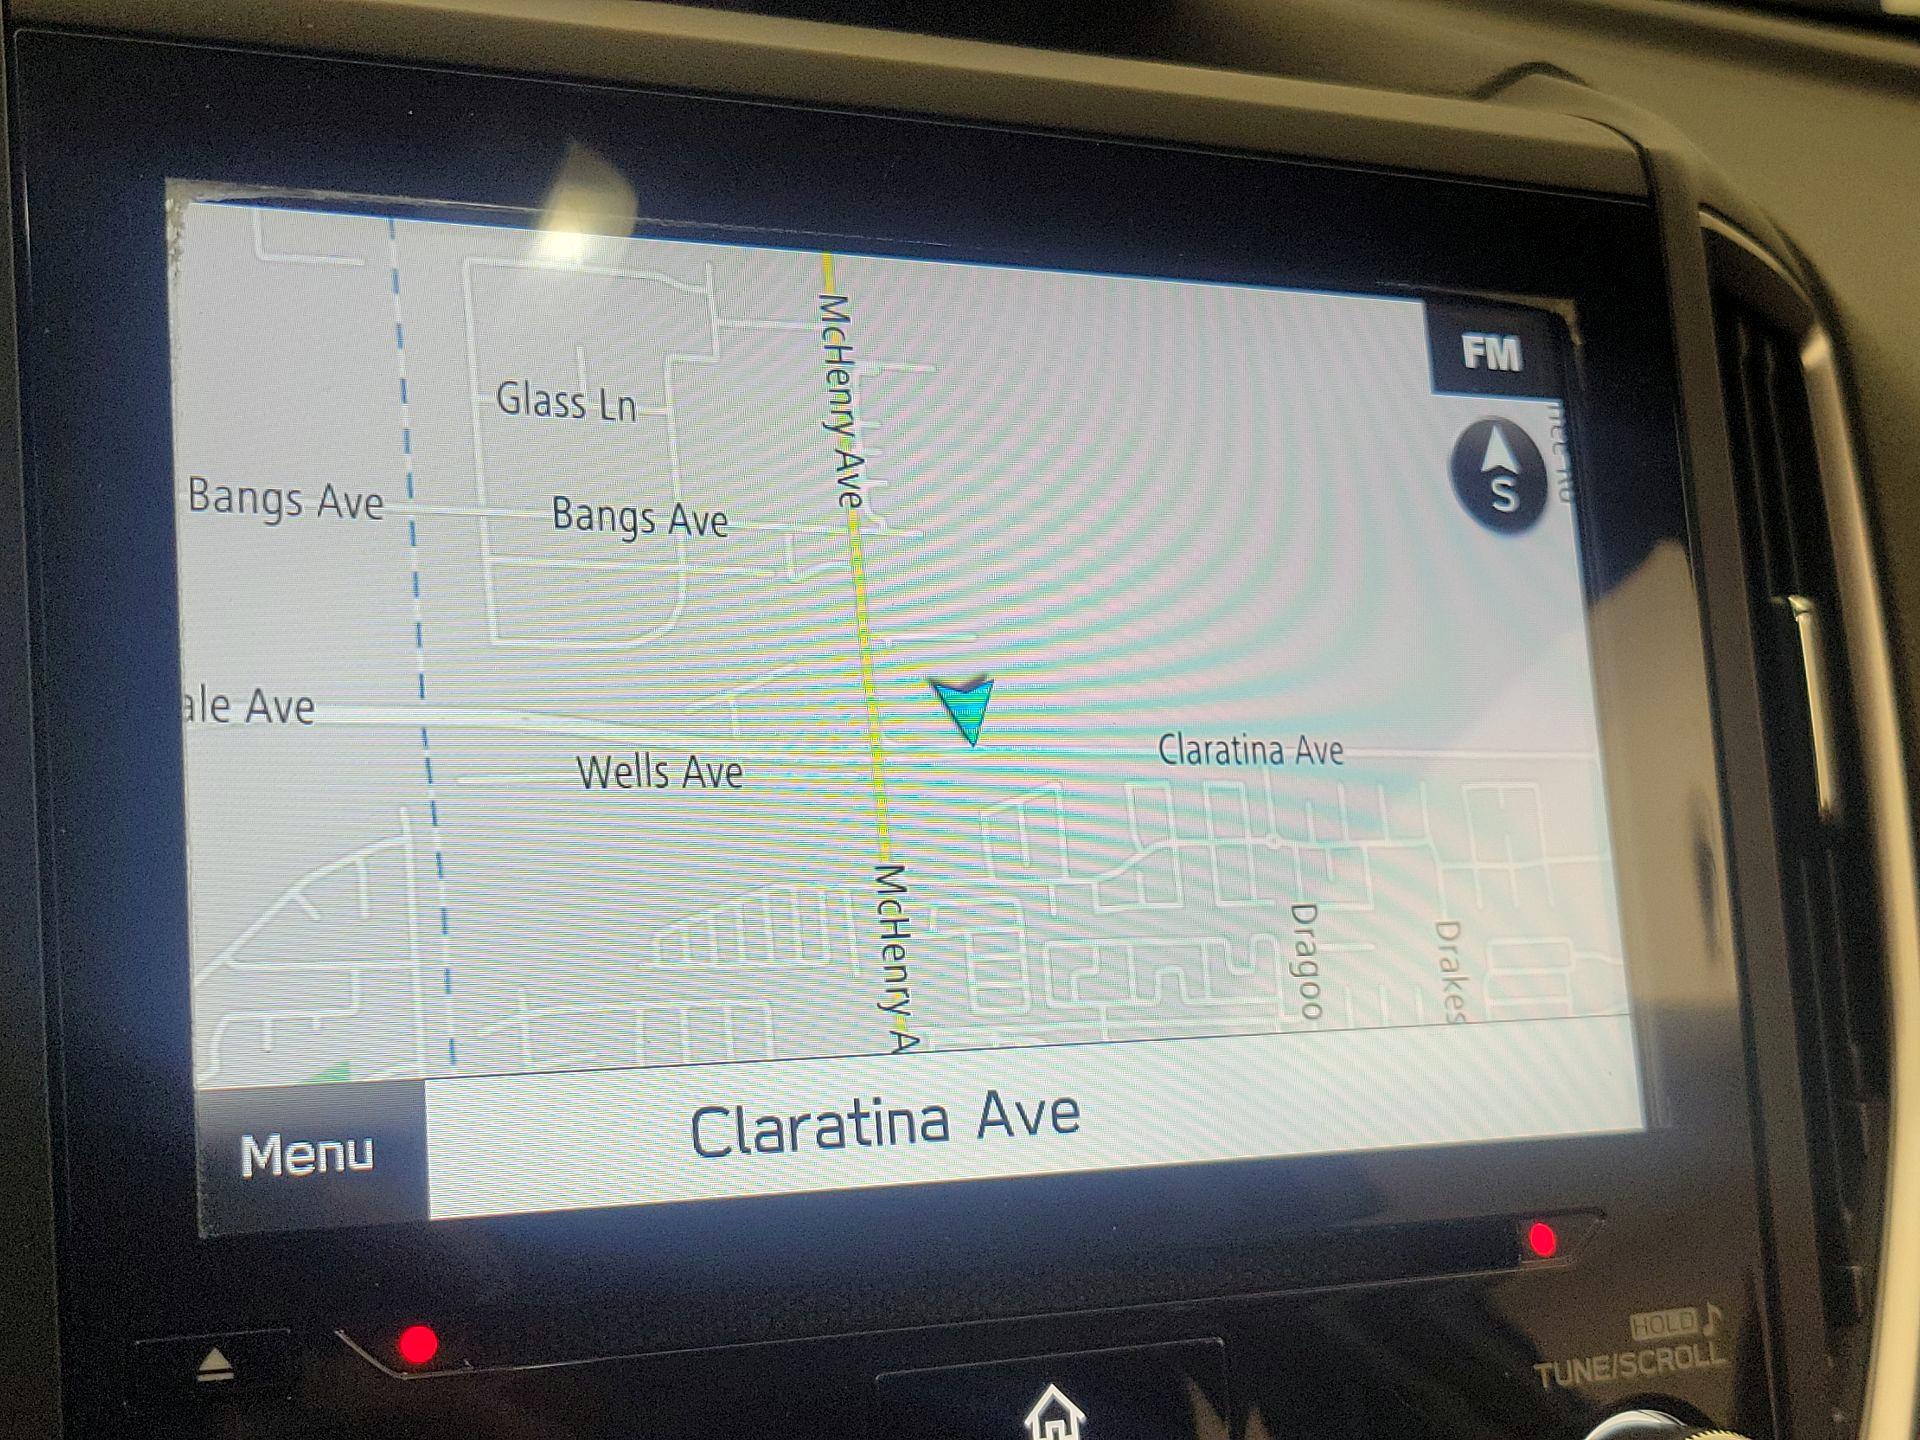 McHenry Ave
FM
Glass Ln
S
Bangs Ave
Bangs Ave
ale Ave
Wells Ave
Claratina Ave
McHenry A
Dragoo
Drakes
Menu
Claratina Ave
HOLD
TUNE/SCROLL